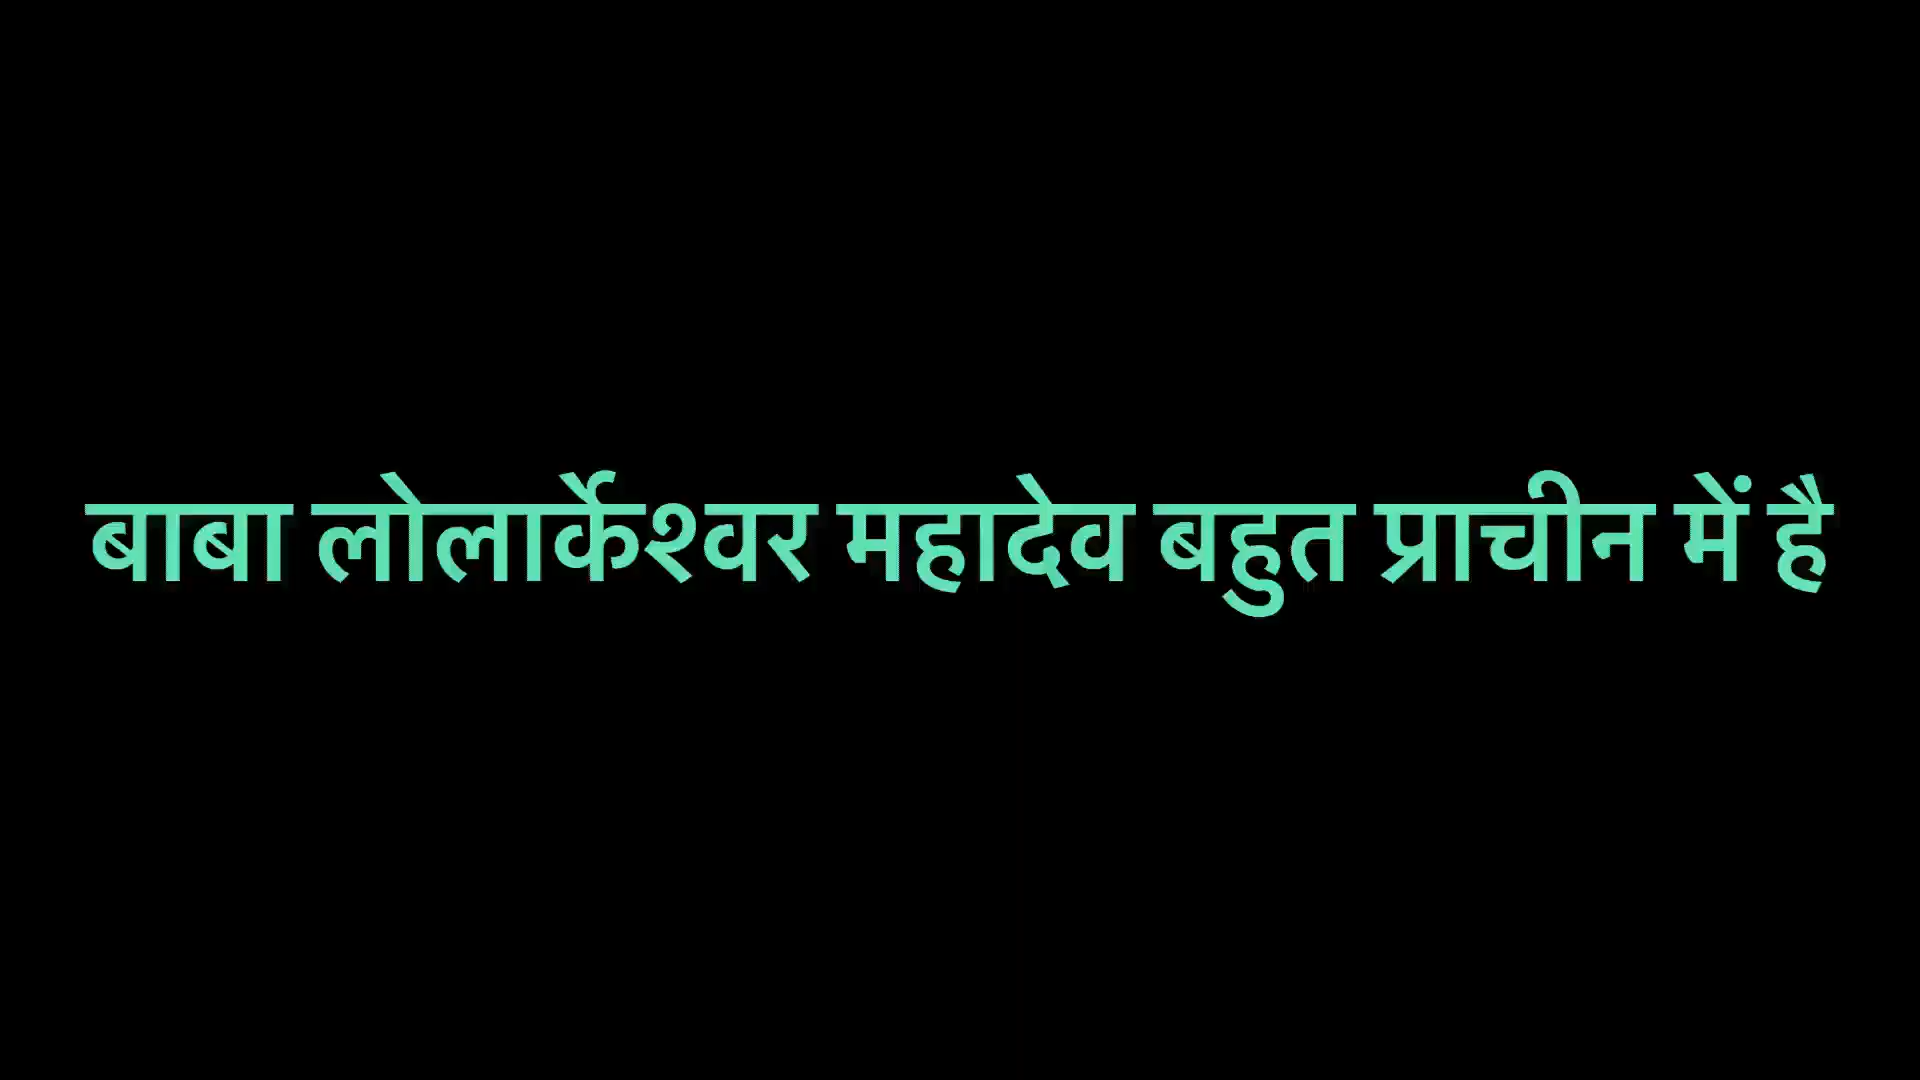 बाबा लोलार्केश्वर महादेव बहुत प्राचीन में है